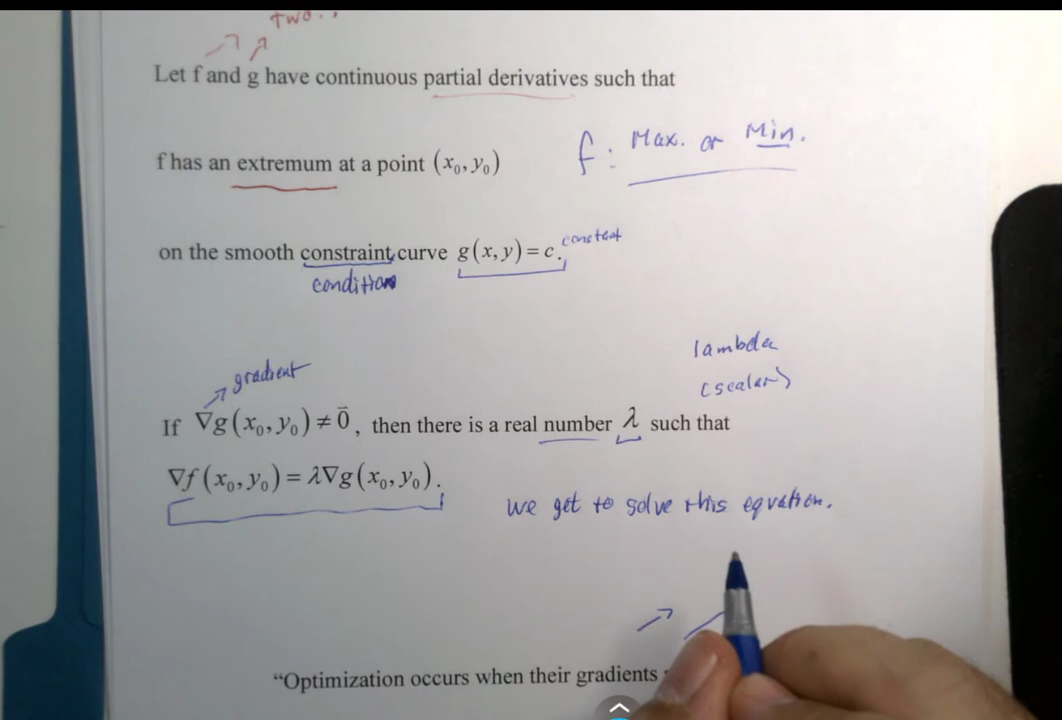 two..
Let f and g have continuous partial derivatives such that
f has an extremum at a point (x₀, y₀)
f: Max. or Min.
on the smooth constraint curve g(x, y) = c.
constant
condition
lambda
(scalar)
gradient
If ∇g(x₀, y₀) ≠ 0̄, then there is a real number λ such that
∇f(x₀, y₀) = λ∇g(x₀, y₀).
we get to solve this equation.
“Optimization occurs when their gradients